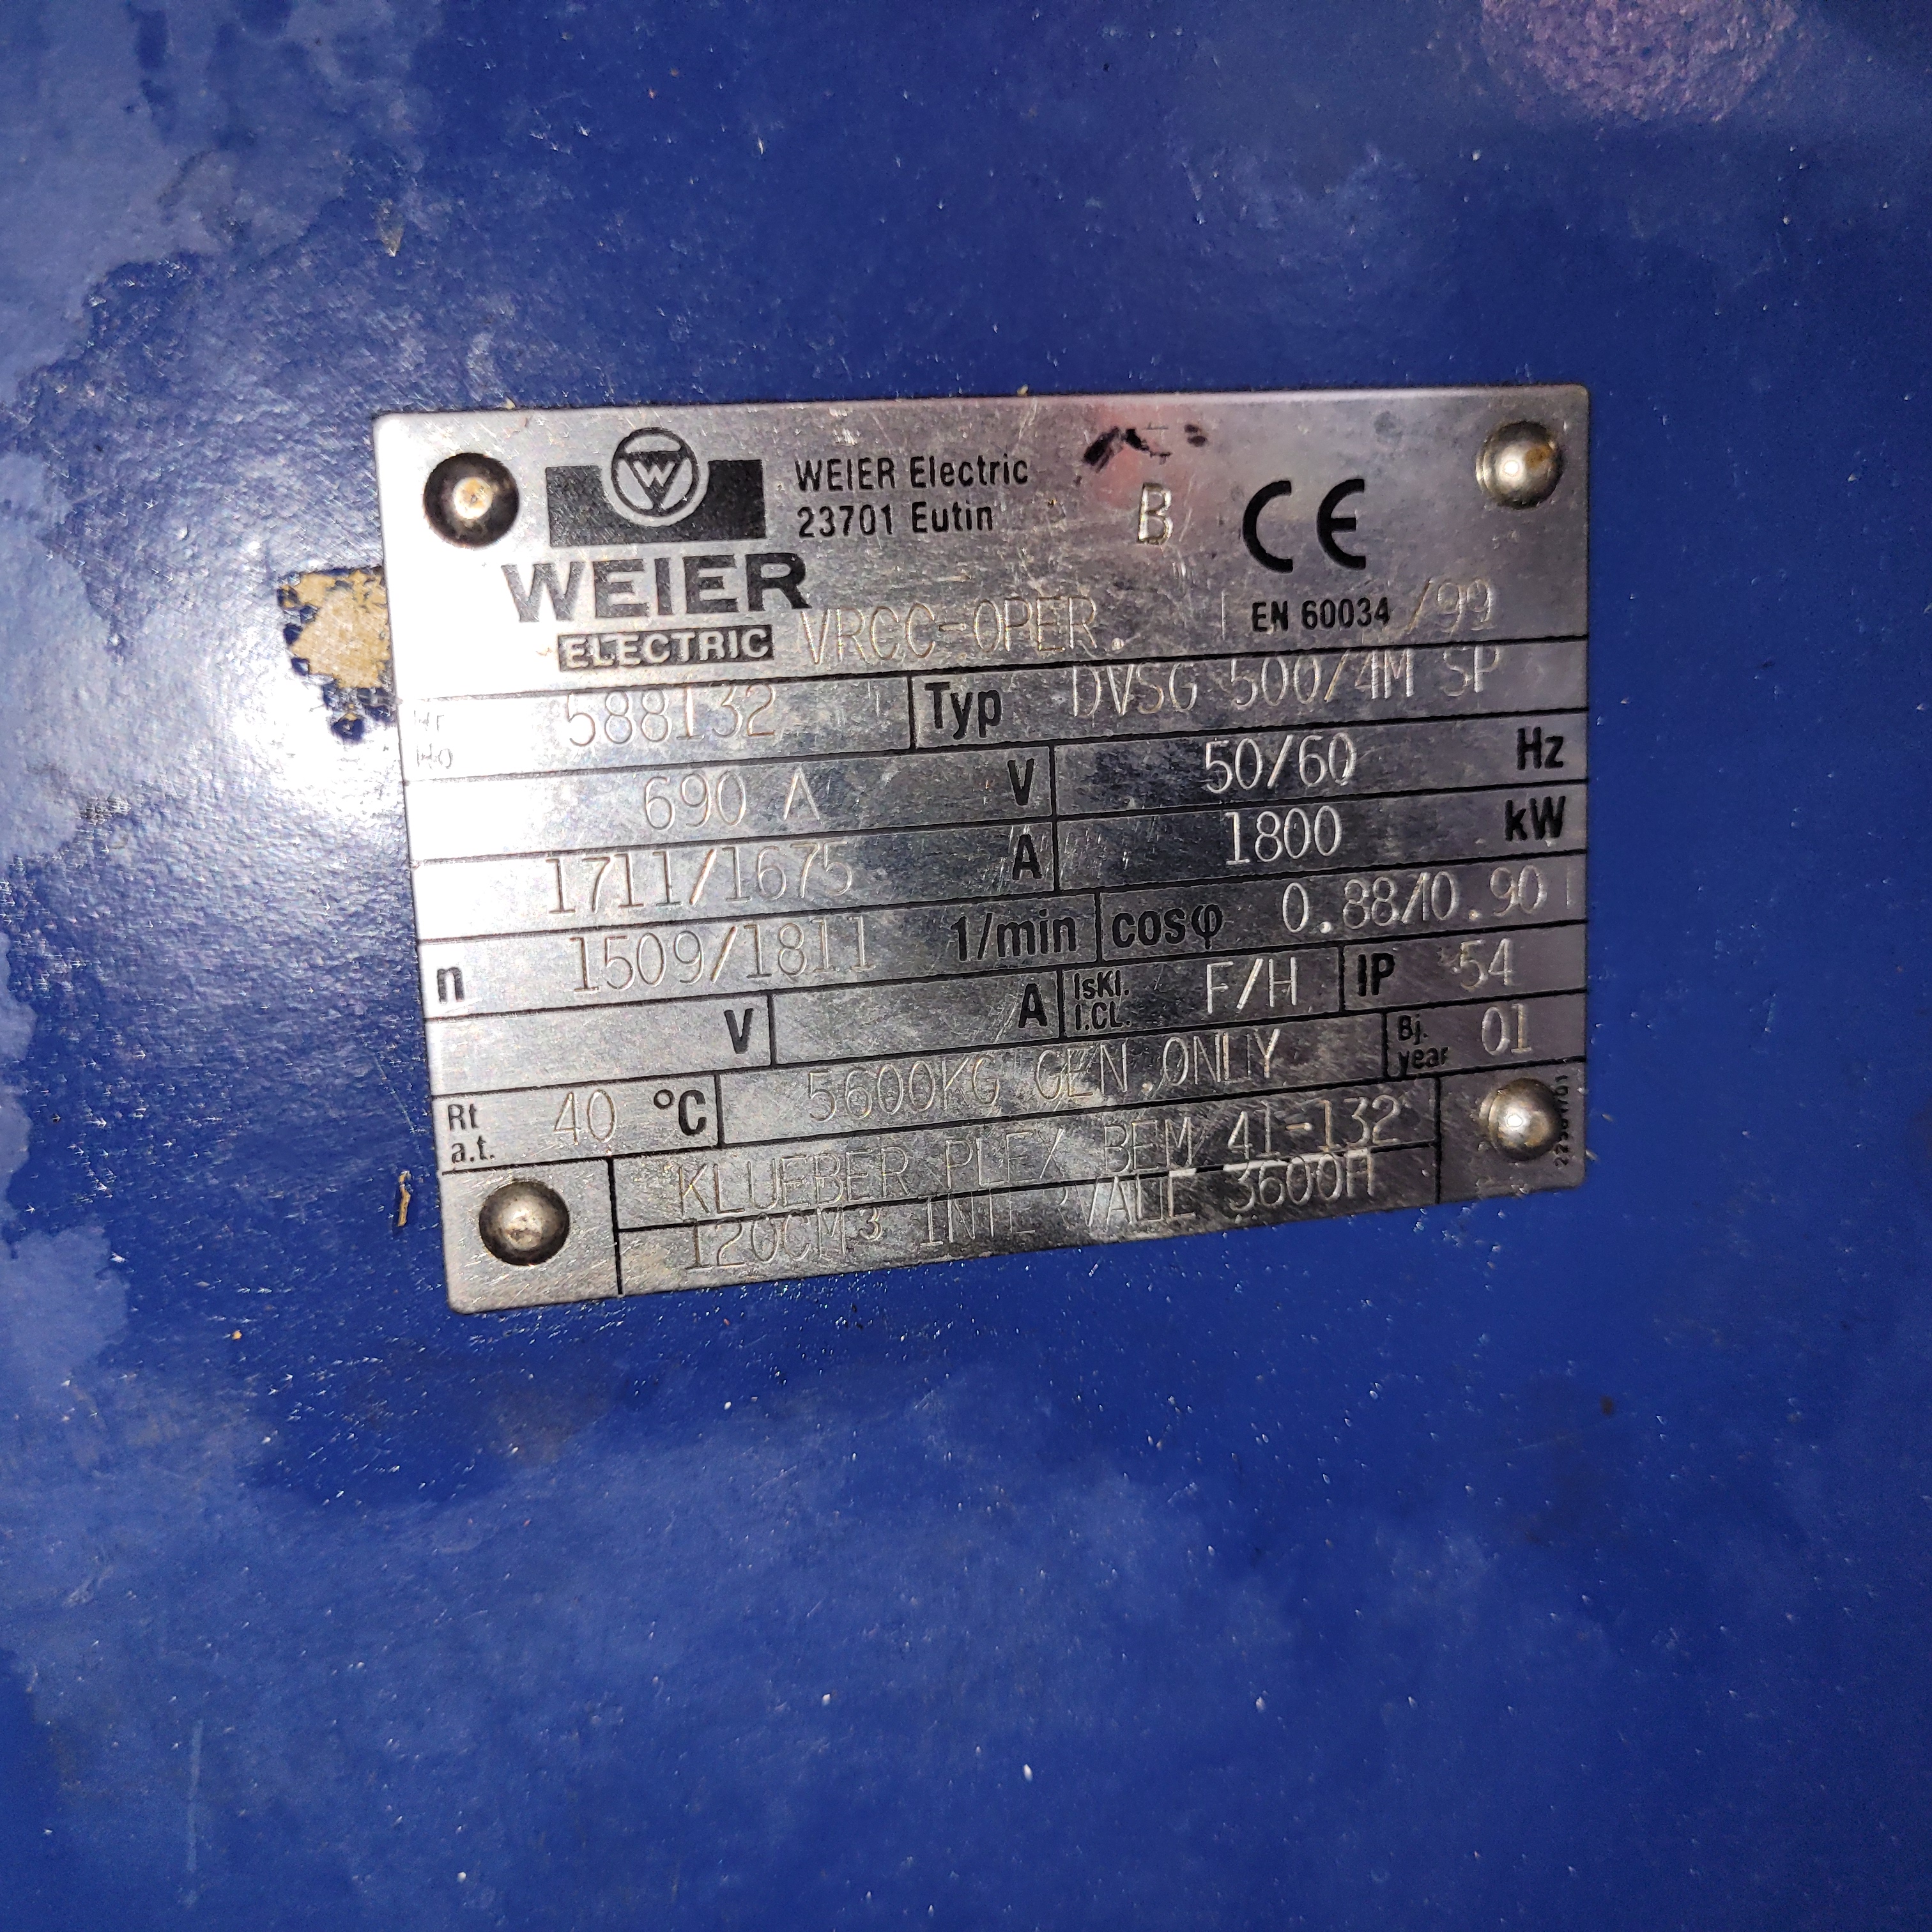 WEIER Electric
23701 Eutin
B
CE
WEIER
ELECTRIC
VRCC-OPER.
EN 60034 /99
Nr
No 588132 Typ DVSG 500/4M SP
690 Δ V 50/60 Hz
1711/1675 A 1800 kW
n 1509/1811 1/min cosφ 0.88/0.90
V A IsKl.
I.CL. F/H IP 54
Rt
a.t. 40 °C 5600KG GEN.ONLY Bj.
year 01
KLUEBER PLEX BEM 41-132
120CM3 3600H